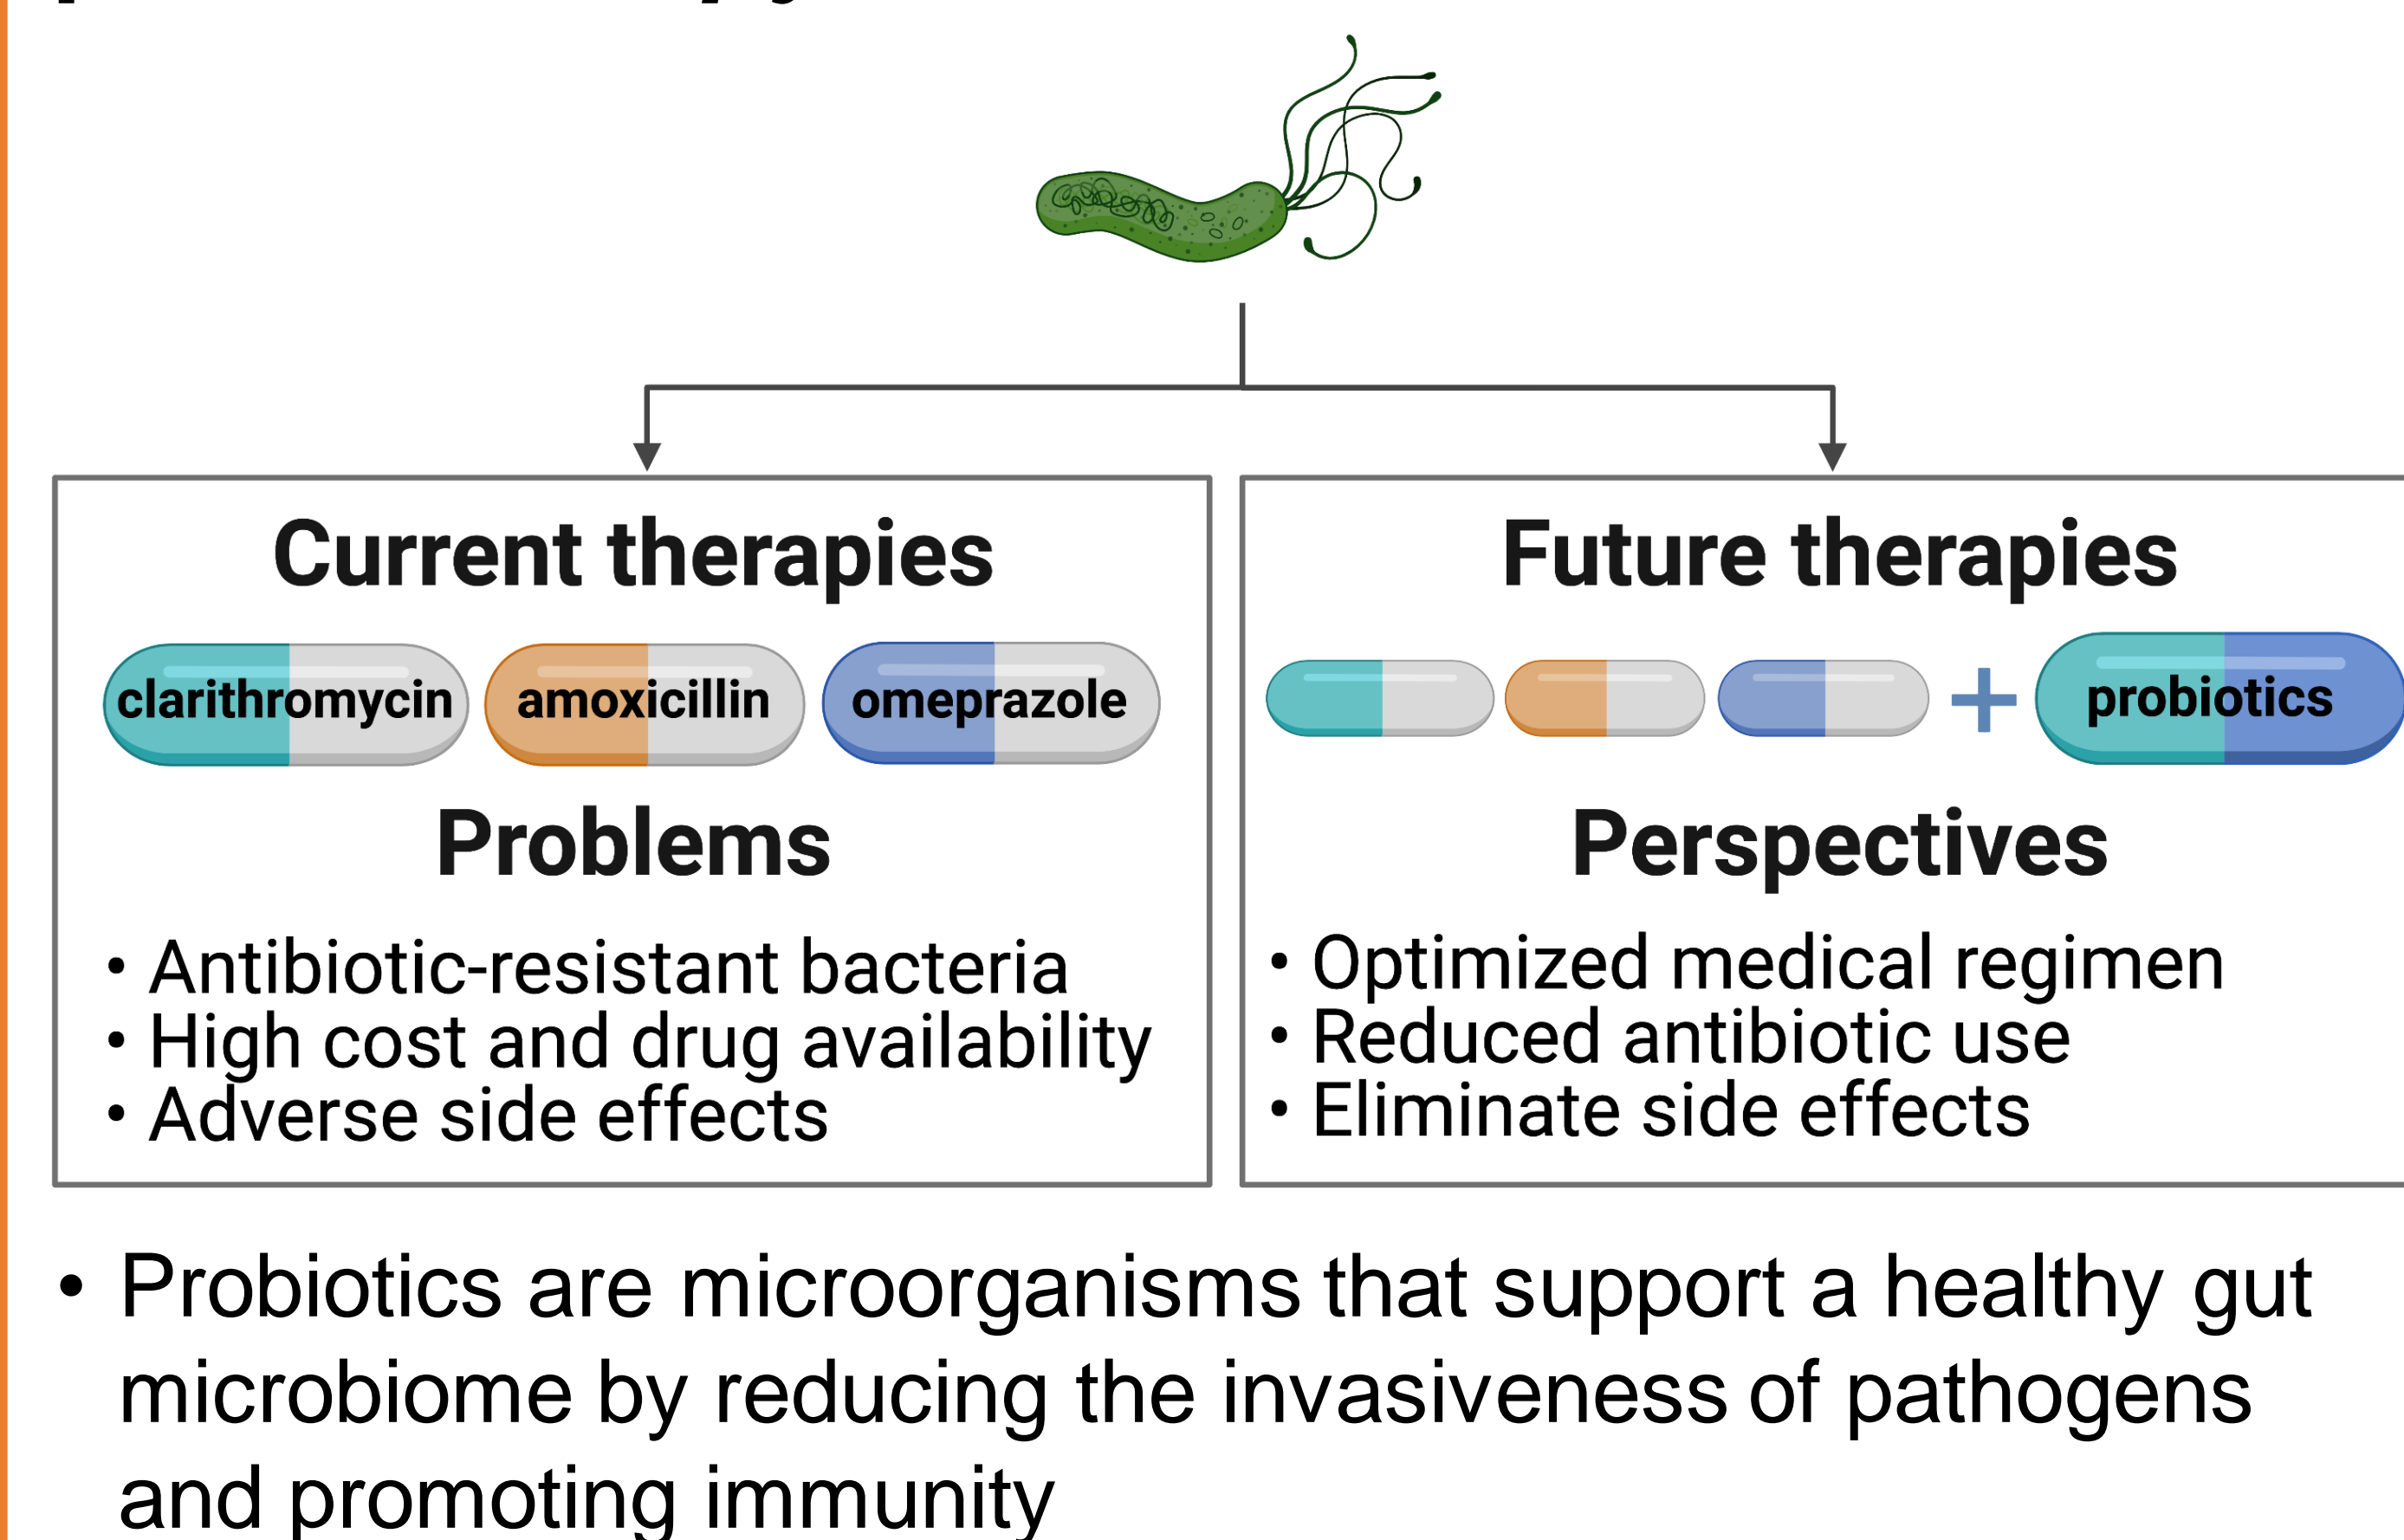 Current therapies
clarithromycin amoxicillin omeprazole
Problems
• Antibiotic-resistant bacteria
• High cost and drug availability
• Adverse side effects
Future therapies
+ probiotics
Perspectives
• Optimized medical regimen
• Reduced antibiotic use
• Eliminate side effects
• Probiotics are microorganisms that support a healthy gut
microbiome by reducing the invasiveness of pathogens
and promoting immunity